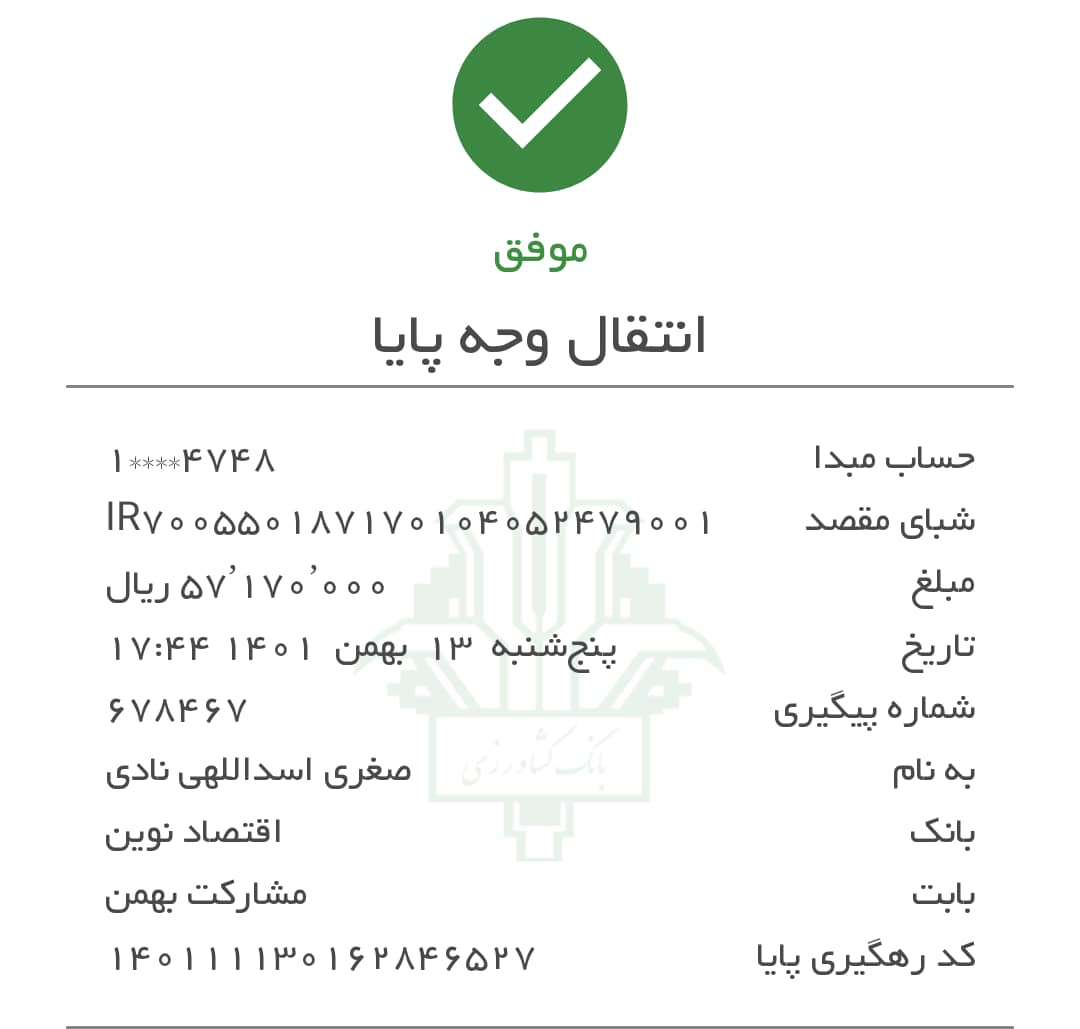 موفق
انتقال وجه پایا
حساب مبدا ۱****۴۷۴۸
شبای مقصد IR۷۰۰۵۵۰۱۸۷۱۷۰۱۰۴۰۵۲۴۷۹۰۰۱
مبلغ ۵۷٬۱۷۰٬۰۰۰ ریال
تاریخ پنج‌شنبه ۱۳ بهمن ۱۴۰۱ ۱۷:۴۴
شماره پیگیری ۶۷۸۴۶۷
به نام صغری اسداللهی نادی
بانک کشاورزی
بانک اقتصاد نوین
بابت مشارکت بهمن
کد رهگیری پایا ۱۴۰۱۱۱۱۳۰۱۶۲۸۴۶۵۲۷